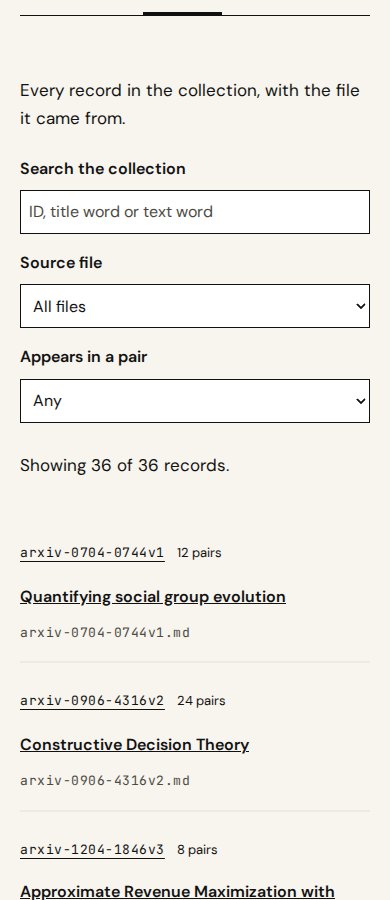 Every record in the collection, with the file
it came from.
Search the collection
ID, title word or text word
Source file
All files
Appears in a pair
Any
Showing 36 of 36 records.
arxiv-0704-0744v1 12 pairs
Quantifying social group evolution
arxiv-0704-0744v1.md
arxiv-0906-4316v2 24 pairs
Constructive Decision Theory
arxiv-0906-4316v2.md
arxiv-1204-1846v3 8 pairs
Approximate Revenue Maximization with